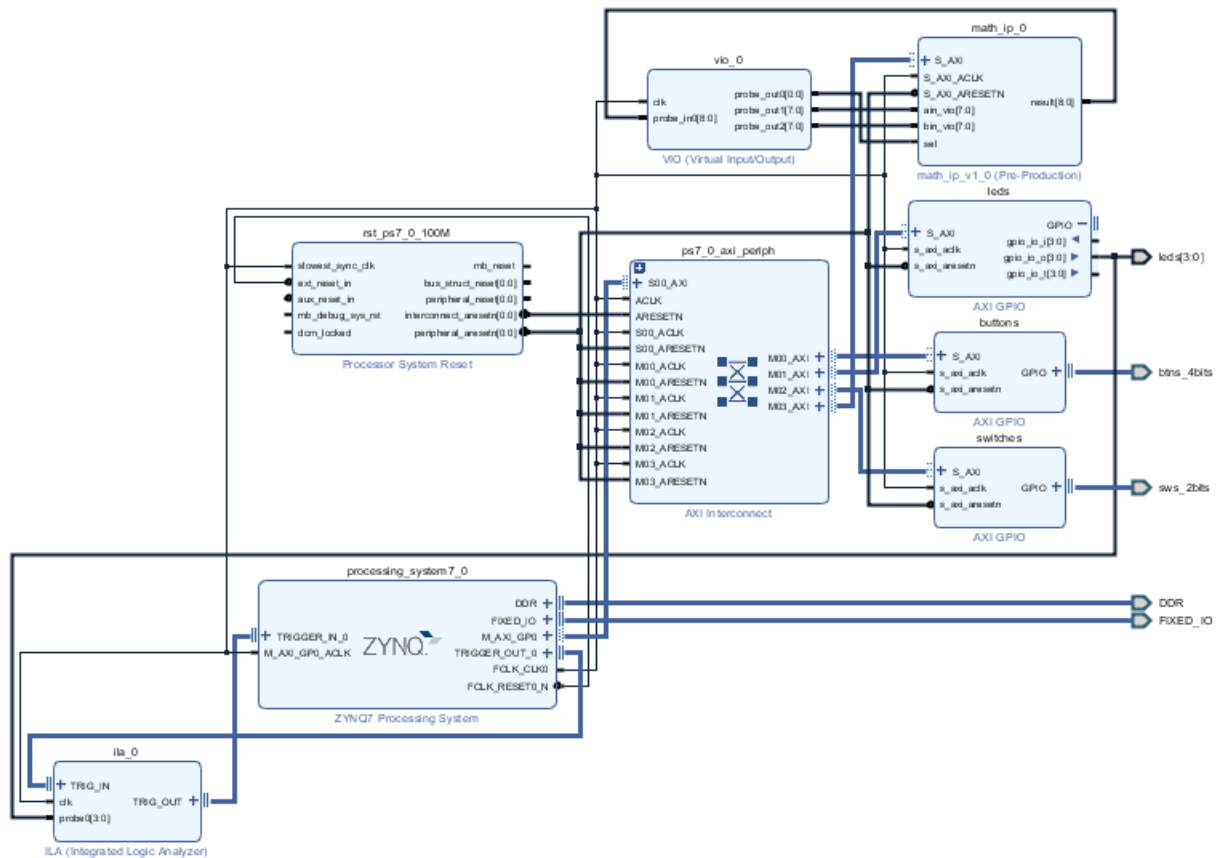 math_ip_0
S_AXI
S_AXI_ACLK
S_AXI_ARESETN
ain_vio[7:0]
bin_vio[7:0]
sel
result[8:0]
math_ip_v1_0 (Pre-Production)
vio_0
clk
probe_in0[8:0]
probe_out0[0:0]
probe_out1[7:0]
probe_out2[7:0]
VIO (Virtual Input/Output)
leds
S_AXI
s_axi_aclk
s_axi_aresetn
GPIO
gpio_io_i[3:0]
gpio_io_o[3:0]
gpio_io_t[3:0]
AXI GPIO
leds[3:0]
rst_ps7_0_100M
slowest_sync_clk
ext_reset_in
aux_reset_in
mb_debug_sys_rst
dcm_locked
mb_reset
bus_struct_reset[0:0]
peripheral_reset[0:0]
interconnect_aresetn[0:0]
peripheral_aresetn[0:0]
Processor System Reset
ps7_0_axi_periph
S00_AXI
ACLK
ARESETN
S00_ACLK
S00_ARESETN
M00_ACLK
M00_ARESETN
M01_ACLK
M01_ARESETN
M02_ACLK
M02_ARESETN
M03_ACLK
M03_ARESETN
M00_AXI
M01_AXI
M02_AXI
M03_AXI
AXI Interconnect
buttons
S_AXI
s_axi_aclk
s_axi_aresetn
GPIO
AXI GPIO
btns_4bits
switches
S_AXI
s_axi_aclk
s_axi_aresetn
GPIO
AXI GPIO
sws_2bits
processing_system7_0
TRIGGER_IN_0
M_AXI_GP0_ACLK
ZYNQ
DDR
FIXED_IO
M_AXI_GP0
TRIGGER_OUT_0
FCLK_CLK0
FCLK_RESET0_N
ZYNQ7 Processing System
DDR
FIXED_IO
ila_0
TRIG_IN
clk
probe0[3:0]
TRIG_OUT
ILA (Integrated Logic Analyzer)